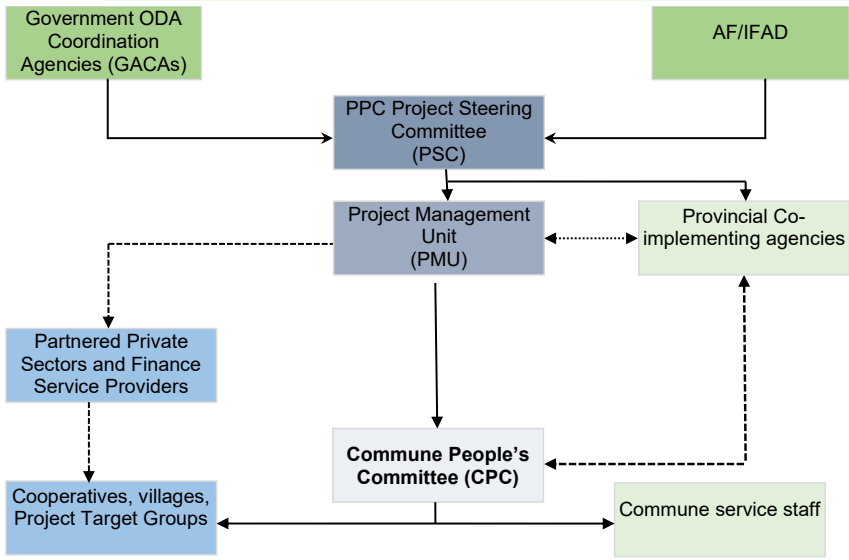 Government ODA
Coordination
Agencies (GACAs)
AF/IFAD
PPC Project Steering
Committee
(PSC)
Project Management
Unit
(PMU)
Provincial Co-
implementing agencies
Partnered Private
Sectors and Finance
Service Providers
Commune People's
Committee (CPC)
Cooperatives, villages,
Project Target Groups
Commune service staff